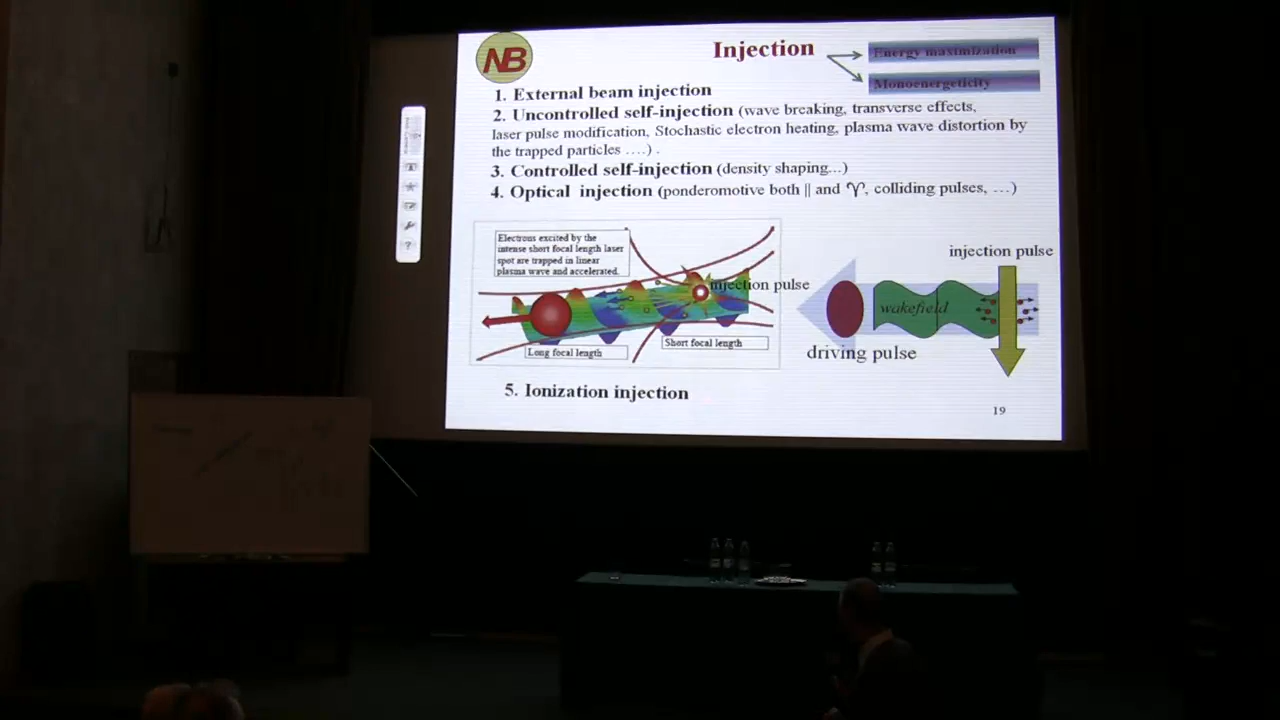 NB
Injection
Energy maximization
Monoenergeticity
1. External beam injection
2. Uncontrolled self-injection (wave breaking, transverse effects,
laser pulse modification, Stochastic electron heating, plasma wave distortion by
the trapped particles ….) .
3. Controlled self-injection (density shaping...)
4. Optical injection (ponderomotive both || and ♈, colliding pulses, …)
Electrons excited by the
intense short focal length laser
spot are trapped in linear
plasma wave and accelerated.
injection pulse
Long focal length
Short focal length
injection pulse
wakefield
driving pulse
5. Ionization injection
19